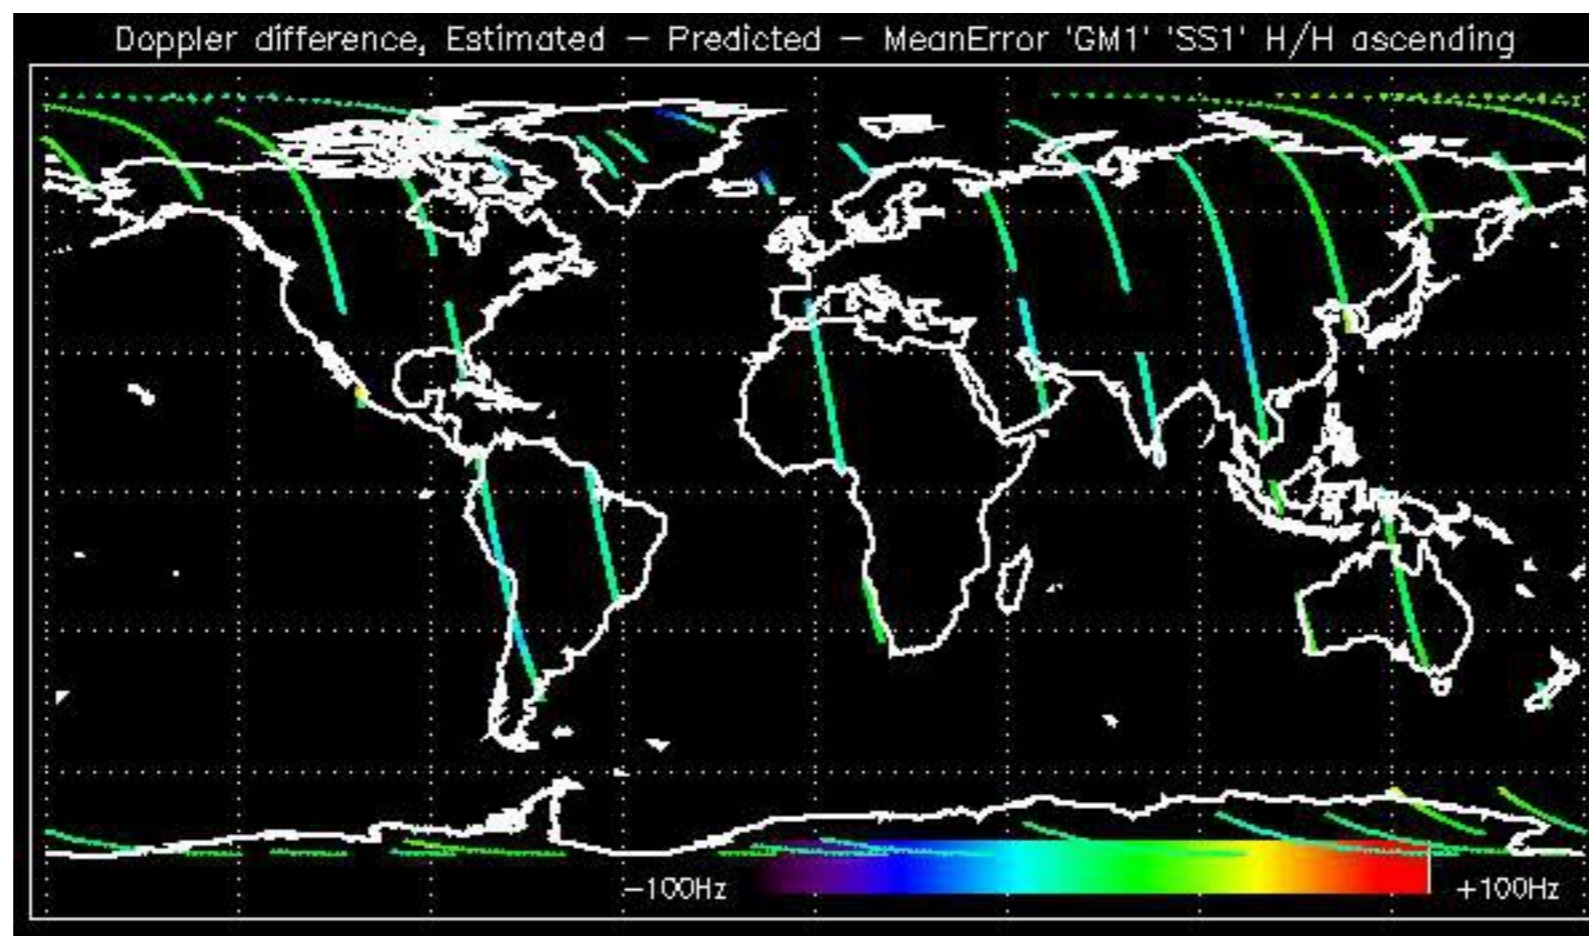 Doppler difference, Estimated — Predicted — MeanError 'GM1' 'SS1' H/H ascending
−100Hz +100Hz